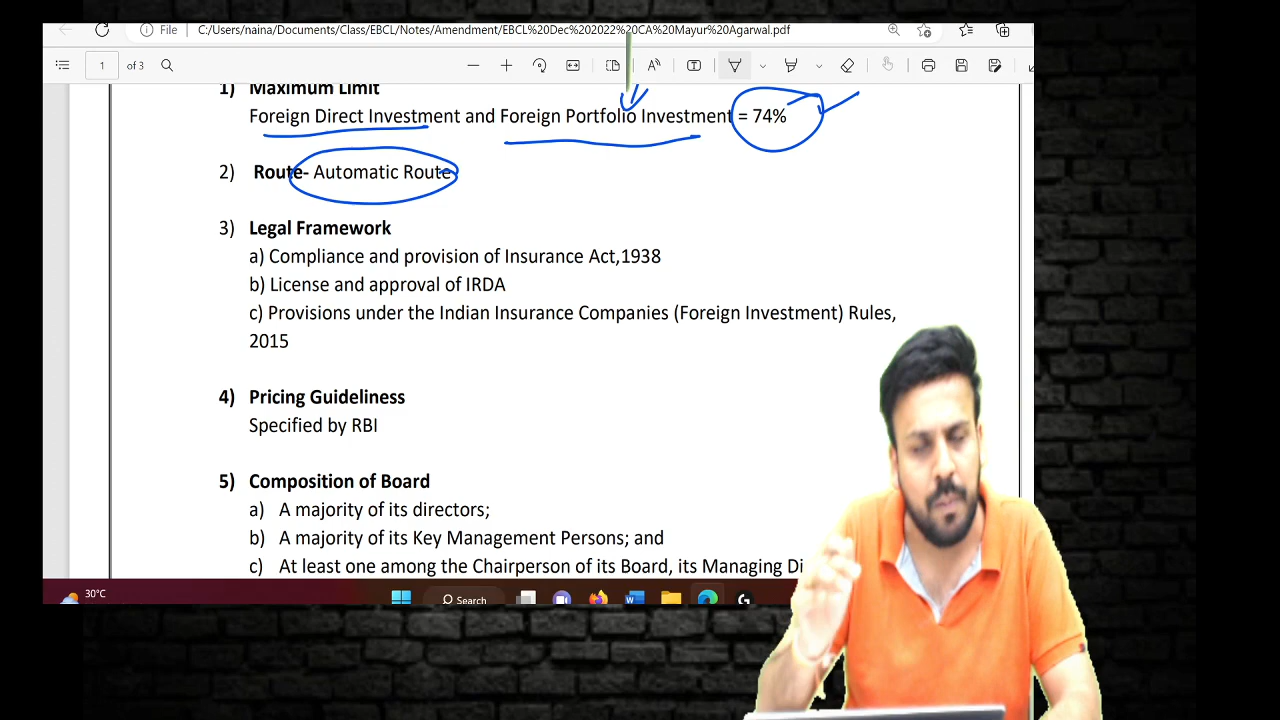 File C:/Users/naina/Documents/Class/EBCL/Notes/Amendment/EBCL%20Dec%202022%20CA%20Mayur%20Agarwal.pdf
1 of 3
1) Maximum Limit
Foreign Direct Investment and Foreign Portfolio Investment = 74%
2) Route- Automatic Route
3) Legal Framework
a) Compliance and provision of Insurance Act,1938
b) License and approval of IRDA
c) Provisions under the Indian Insurance Companies (Foreign Investment) Rules,
2015
4) Pricing Guideliness
Specified by RBI
5) Composition of Board
a) A majority of its directors;
b) A majority of its Key Management Persons; and
c) At least one among the Chairperson of its Board, its Managing Di
30°C Search